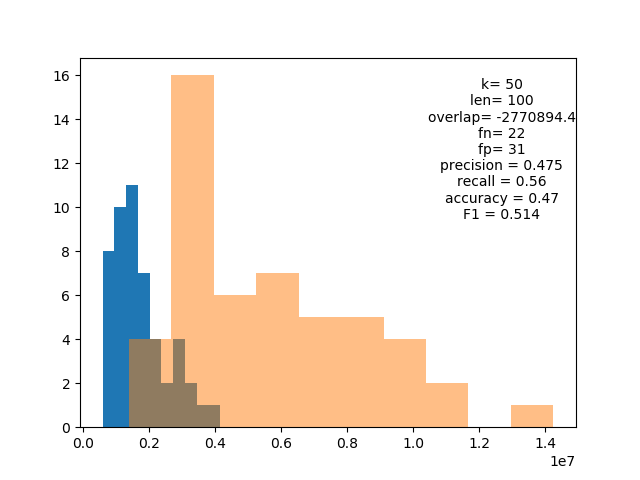 16
14
12
10
8
6
4
2
0
k= 50
len= 100
overlap= -2770894.4
fn= 22
fp= 31
precision = 0.475
recall = 0.56
accuracy = 0.47
F1 = 0.514
0.0 0.2 0.4 0.6 0.8 1.0 1.2 1.4
1e7